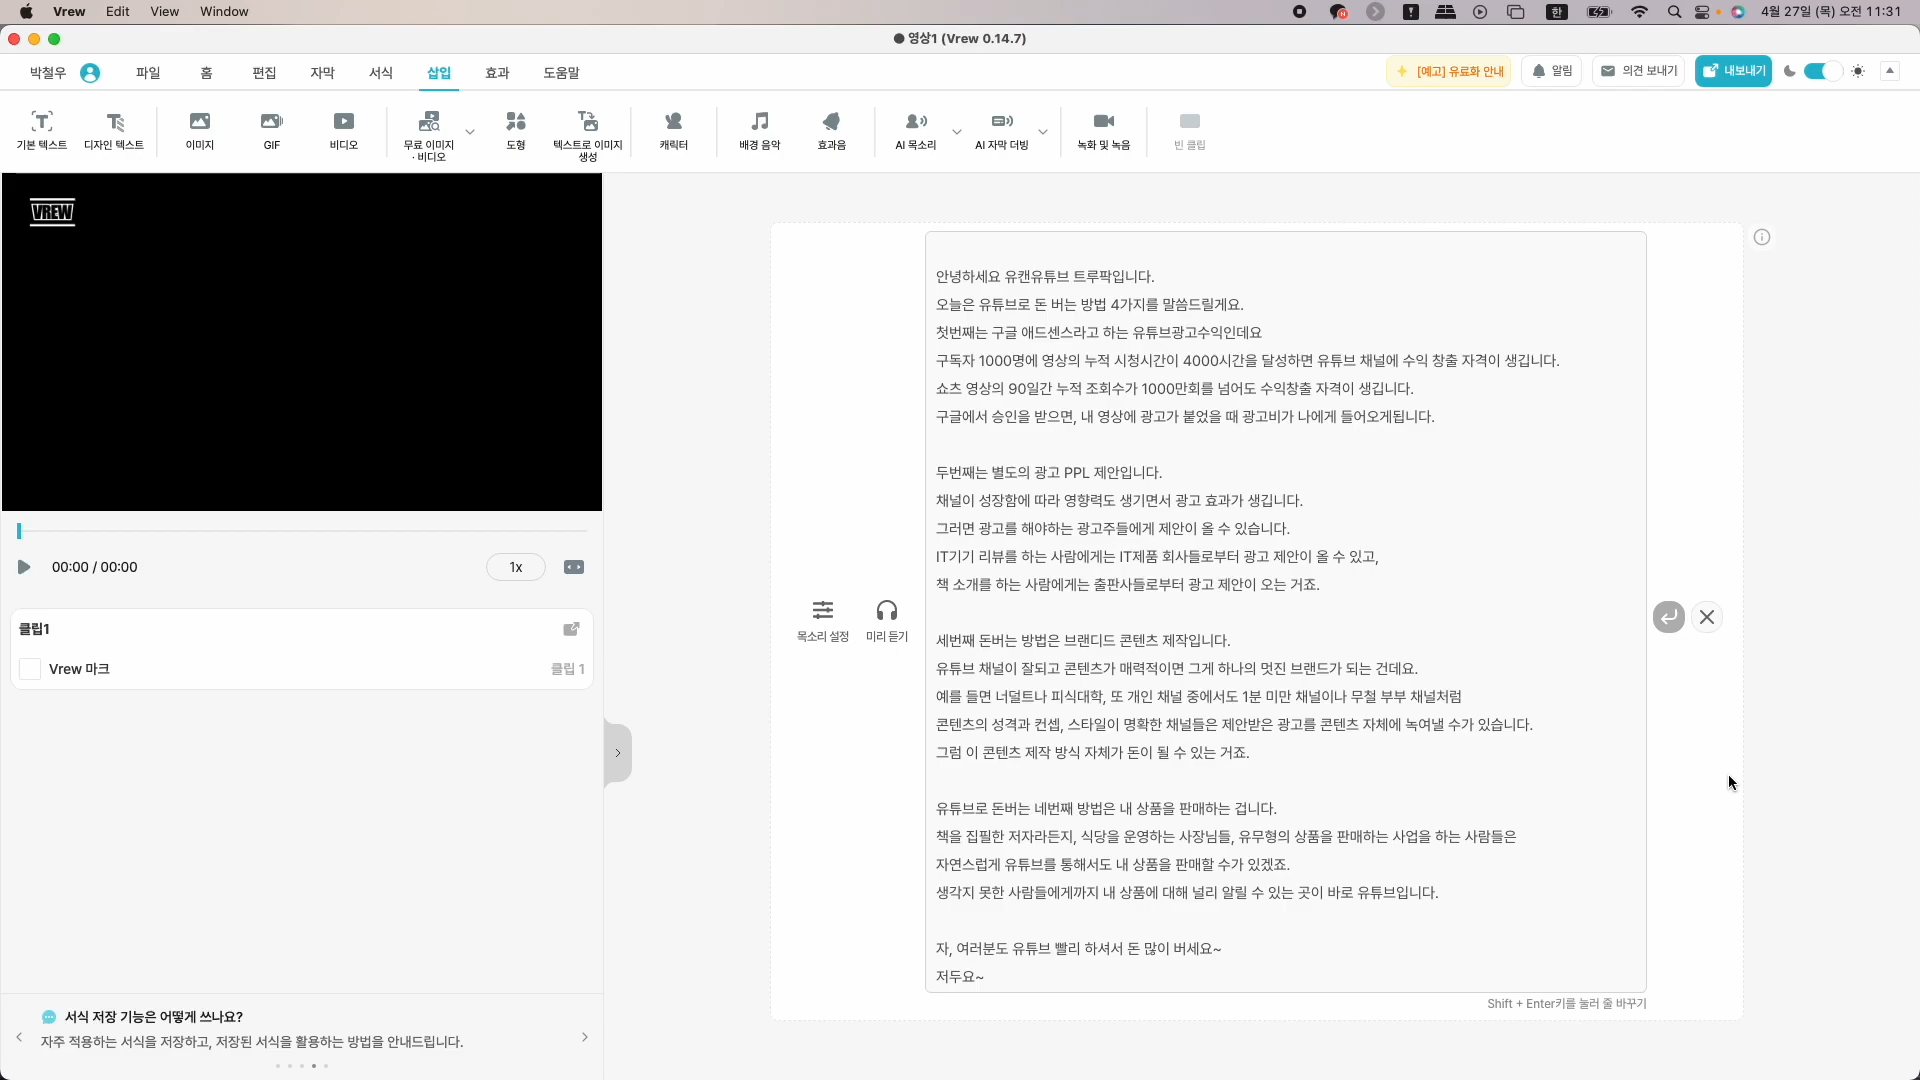 Vrew Edit View Window
한 4월 27일 (목) 오전 11:31
영상1 (Vrew 0.14.7)
박철우 파일 홈 편집 자막 서식 삽입 효과 도움말
[예고] 유료화 안내 알림 의견 보내기 내보내기
기본 텍스트 디자인 텍스트 이미지 GIF 비디오 무료 이미지 도형 텍스트로 이미지 캐릭터 배경 음악 효과음 AI 목소리 AI 자막 더빙 녹화 및 녹음 빈 클립
· 비디오 생성
VREW
00:00 / 00:00 1x
클립1
Vrew 마크 클립 1
서식 저장 기능은 어떻게 쓰나요?
자주 적용하는 서식을 저장하고, 저장된 서식을 활용하는 방법을 안내드립니다.
목소리 설정 미리 듣기
안녕하세요 유캔유튜브 트루팍입니다.
오늘은 유튜브로 돈 버는 방법 4가지를 말씀드릴게요.
첫번째는 구글 애드센스라고 하는 유튜브광고수익인데요
구독자 1000명에 영상의 누적 시청시간이 4000시간을 달성하면 유튜브 채널에 수익 창출 자격이 생깁니다.
쇼츠 영상의 90일간 누적 조회수가 1000만회를 넘어도 수익창출 자격이 생깁니다.
구글에서 승인을 받으면, 내 영상에 광고가 붙었을 때 광고비가 나에게 들어오게됩니다.
두번째는 별도의 광고 PPL 제안입니다.
채널이 성장함에 따라 영향력도 생기면서 광고 효과가 생깁니다.
그러면 광고를 해야하는 광고주들에게 제안이 올 수 있습니다.
IT기기 리뷰를 하는 사람에게는 IT제품 회사들로부터 광고 제안이 올 수 있고,
책 소개를 하는 사람에게는 출판사들로부터 광고 제안이 오는 거죠.
세번째 돈버는 방법은 브랜디드 콘텐츠 제작입니다.
유튜브 채널이 잘되고 콘텐츠가 매력적이면 그게 하나의 멋진 브랜드가 되는 건데요.
예를 들면 너덜트나 피식대학, 또 개인 채널 중에서도 1분 미만 채널이나 무철 부부 채널처럼
콘텐츠의 성격과 컨셉, 스타일이 명확한 채널들은 제안받은 광고를 콘텐츠 자체에 녹여낼 수가 있습니다.
그럼 이 콘텐츠 제작 방식 자체가 돈이 될 수 있는 거죠.
유튜브로 돈버는 네번째 방법은 내 상품을 판매하는 겁니다.
책을 집필한 저자라든지, 식당을 운영하는 사장님들, 유무형의 상품을 판매하는 사업을 하는 사람들은
자연스럽게 유튜브를 통해서도 내 상품을 판매할 수가 있겠죠.
생각지 못한 사람들에게까지 내 상품에 대해 널리 알릴 수 있는 곳이 바로 유튜브입니다.
자, 여러분도 유튜브 빨리 하셔서 돈 많이 버세요~
저두요~
Shift + Enter키를 눌러 줄 바꾸기